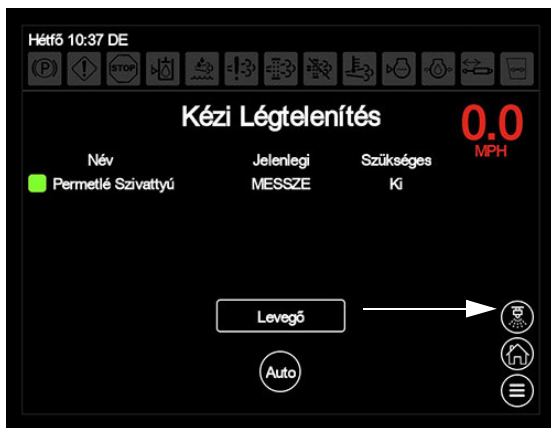 Hétfő 10:37 DE
(P) STOP
Kézi Légtelenítés
0.0
MPH
Név Jelenlegi Szükséges
Permetlé Szivattyú MESSZE Ki
Levegő
Auto